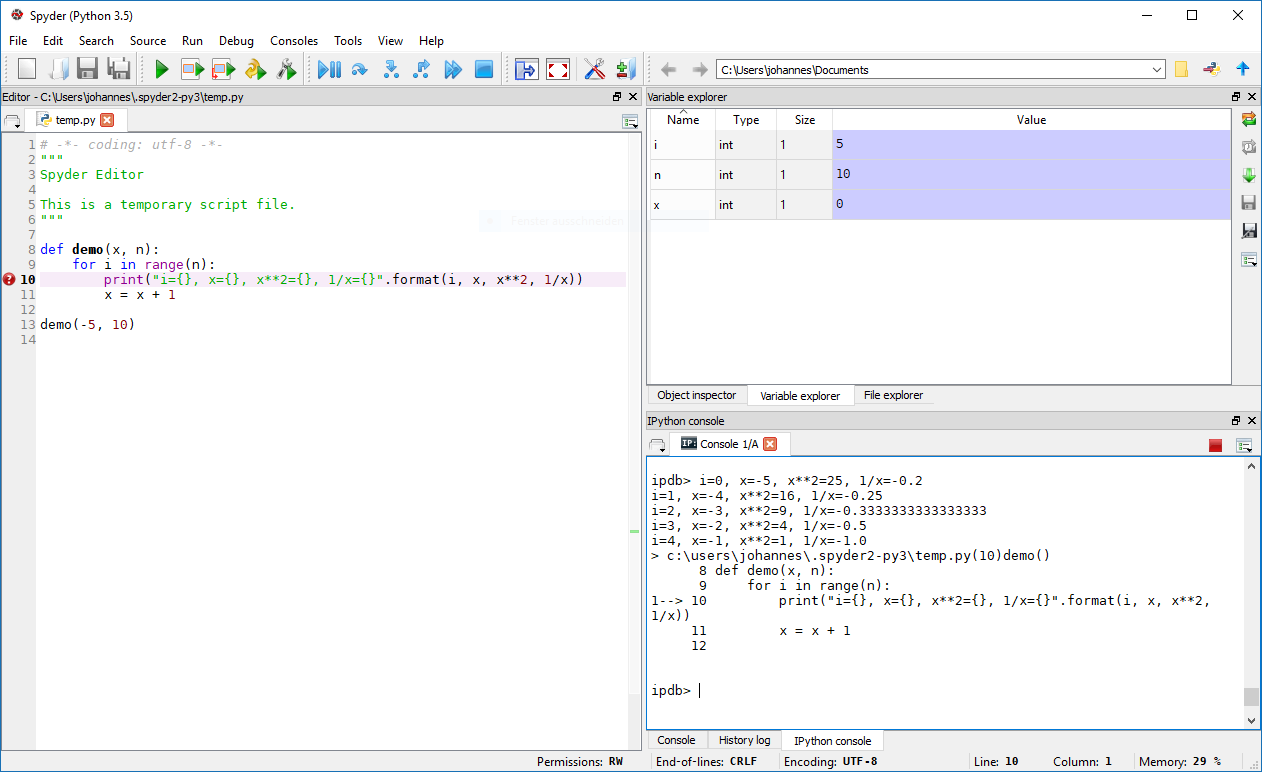 Spyder (Python 3.5)
File Edit Search Source Run Debug Consoles Tools View Help
C:\Users\johannes\Documents
Editor - C:\Users\johannes\.spyder2-py3\temp.py
temp.py
1 # -*- coding: utf-8 -*-
2 """
3 Spyder Editor
4
5 This is a temporary script file.
6 """
7
8 def demo(x, n):
9     for i in range(n):
10         print("i={}, x={}, x**2={}, 1/x={}".format(i, x, x**2, 1/x))
11         x = x + 1
12
13 demo(-5, 10)
14
Variable explorer
Name Type Size Value
i int 1 5
n int 1 10
x int 1 0
Object inspector Variable explorer File explorer
IPython console
IP: Console 1/A
ipdb> i=0, x=-5, x**2=25, 1/x=-0.2
i=1, x=-4, x**2=16, 1/x=-0.25
i=2, x=-3, x**2=9, 1/x=-0.3333333333333333
i=3, x=-2, x**2=4, 1/x=-0.5
i=4, x=-1, x**2=1, 1/x=-1.0
> c:\users\johannes\.spyder2-py3\temp.py(10)demo()
      8 def demo(x, n):
      9     for i in range(n):
1--> 10         print("i={}, x={}, x**2={}, 1/x={}".format(i, x, x**2,
1/x))
     11         x = x + 1
     12
ipdb>
Console History log IPython console
Permissions: RW End-of-lines: CRLF Encoding: UTF-8 Line: 10 Column: 1 Memory: 29 %